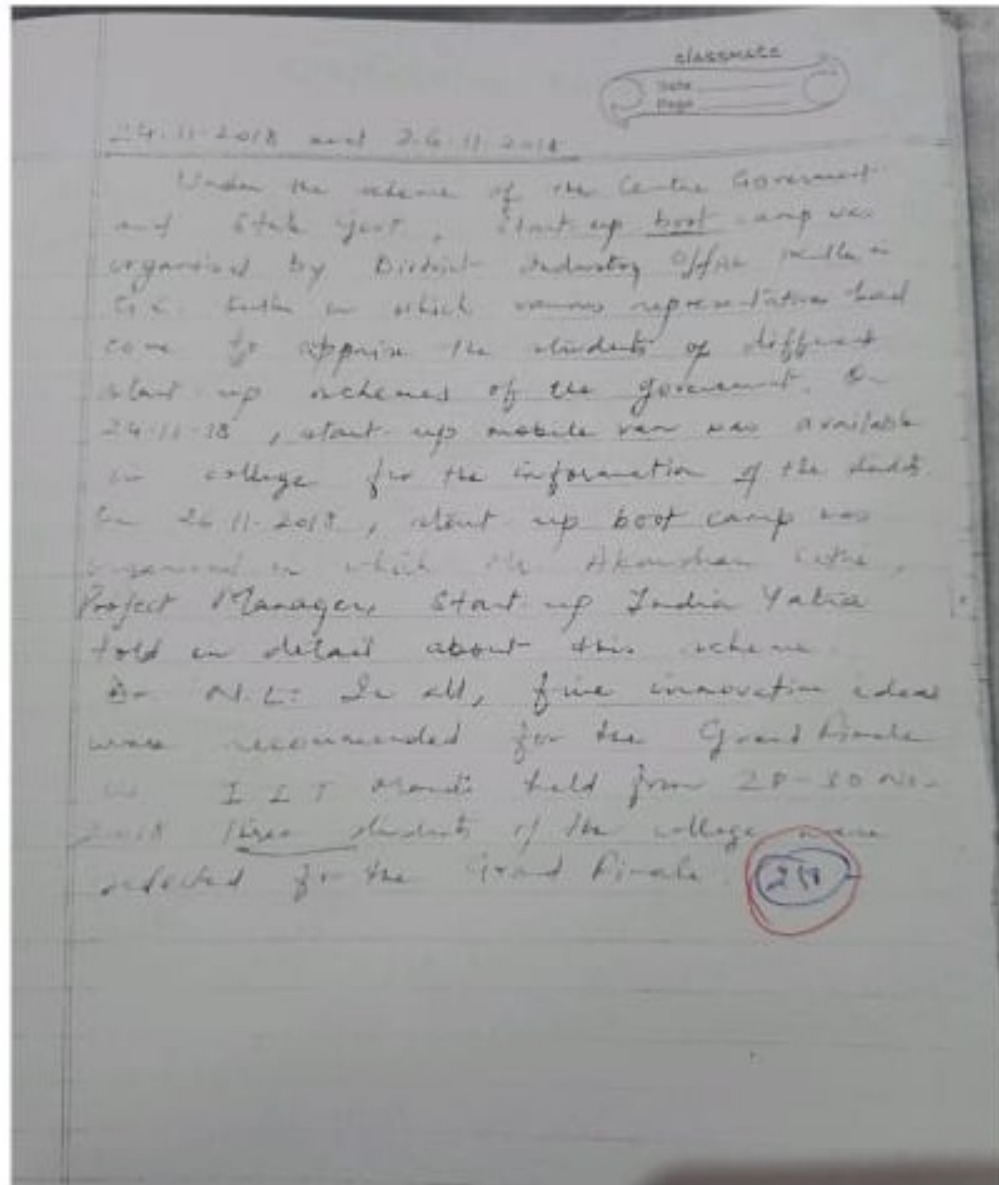 classmate
Date
Page
24.11.2018 and 26.11.2018
Under the scheme of the Centre Government
and State Govt., Start-up boot camp was
organised by District Industry Office
G.C. in which various representatives had
come to apprise the students of different
start up schemes of the government. On
24.11.18, start-up mobile van was available
in college for the information of the
On 26.11.2018, start up boot camp was
organised in which Mr.
Project Manager, Start-up India Yatra
told in detail about this scheme
In all, five innovative ideas
were recommended for the Grand Finale
in IIT Mandi held from 28-30 Nov.
2018 three students of the college were
selected for the Grand Finale.